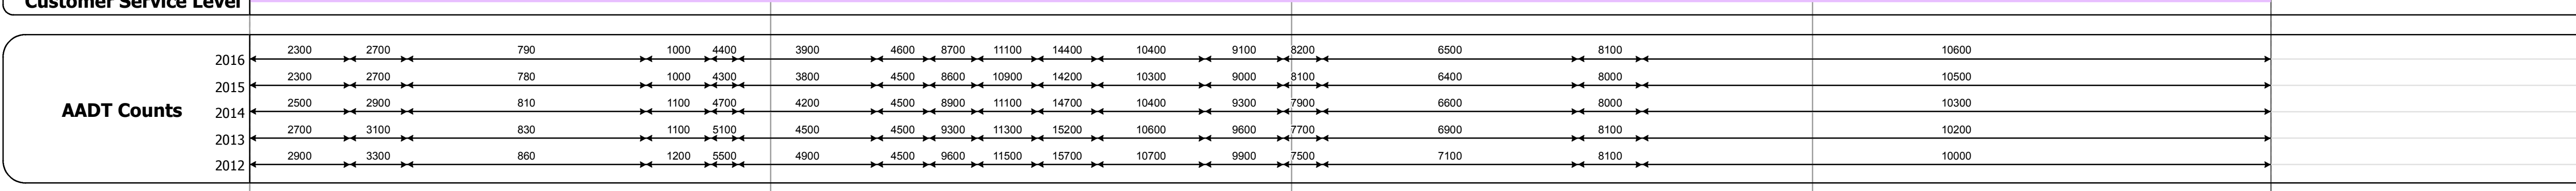 Customer Service Level
2300 2700 790 1000 4400 3900 4600 8700 11100 14400 10400 9100 8200 6500 8100 10600
2016
2300 2700 780 1000 4300 3800 4500 8600 10900 14200 10300 9000 8100 6400 8000 10500
2015
2500 2900 810 1100 4700 4200 4500 8900 11100 14700 10400 9300 7900 6600 8000 10300
AADT Counts 2014
2700 3100 830 1100 5100 4500 4500 9300 11300 15200 10600 9600 7700 6900 8100 10200
2013
2900 3300 860 1200 5500 4900 4500 9600 11500 15700 10700 9900 7500 7100 8100 10000
2012